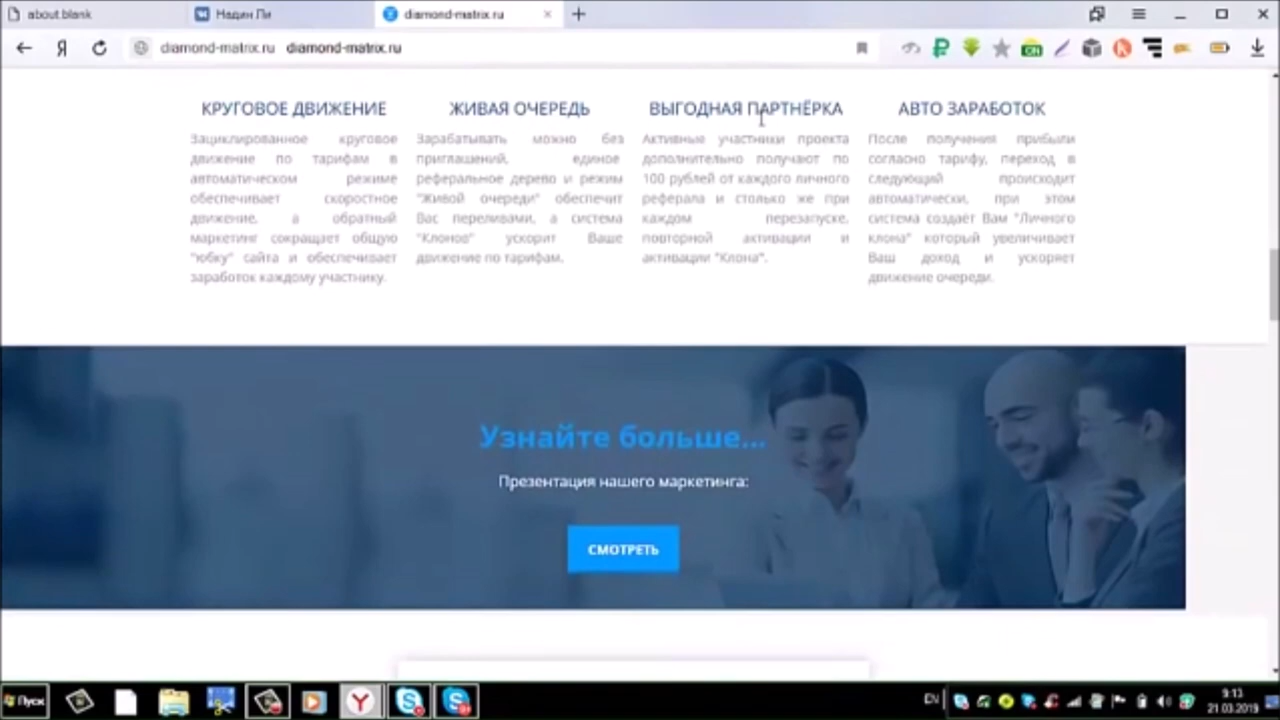 about:blank
Надин Ли
diamond-matrix.ru
diamond-matrix.ru diamond-matrix.ru
КРУГОВОЕ ДВИЖЕНИЕ
Зацикленрованное круговое
движение по тарифам в
автоматическом режиме
обеспечивает скоростное
движение, а обратный
маркетинг сокращает общую
"юбку" сайта и обеспечивает
заработок каждому участнику.
ЖИВАЯ ОЧЕРЕДЬ
Зарабатывать можно без
приглашений, единое
реферальное дерево и режим
"Живой очереди" обеспечит
Вас переливами, а система
"Клонов" ускорит Ваше
движение по тарифам.
ВЫГОДНАЯ ПАРТНЁРКА
Активные участники проекта
дополнительно получают по
100 рублей от каждого личного
реферала и столько же при
каждом перезапуске,
повторной активации и
активации "Клона".
АВТО ЗАРАБОТОК
После получения прибыли
согласно тарифу, переход в
следующий происходит
автоматически, при этом
система создаёт Вам "Личного
клона" который увеличивает
Ваш доход и ускоряет
движение очереди.
Узнайте больше...
Презентация нашего маркетинга:
СМОТРЕТЬ
Пуск
EN
9:13
21.03.2019